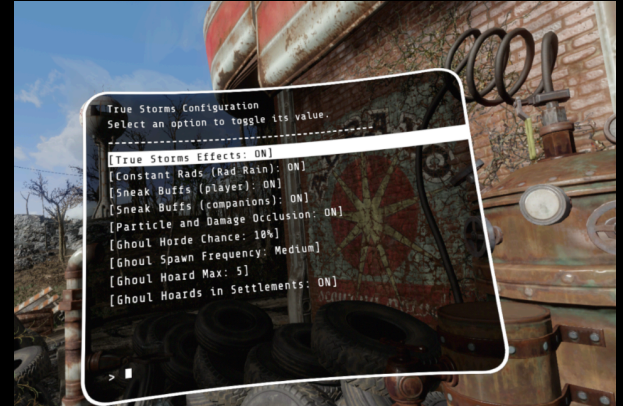 True Storms Configuration
Select an option to toggle its value.
[True Storms Effects: ON]
[Constant Rads (Rad Rain): ON]
[Sneak Buffs (player): ON]
[Sneak Buffs (companions): ON]
[Particle and Damage Occlusion: ON]
[Ghoul Horde Chance: 10%]
[Ghoul Spawn Frequency: Medium]
[Ghoul Hoard Max: 5]
[Ghoul Hoards in Settlements: ON]
>